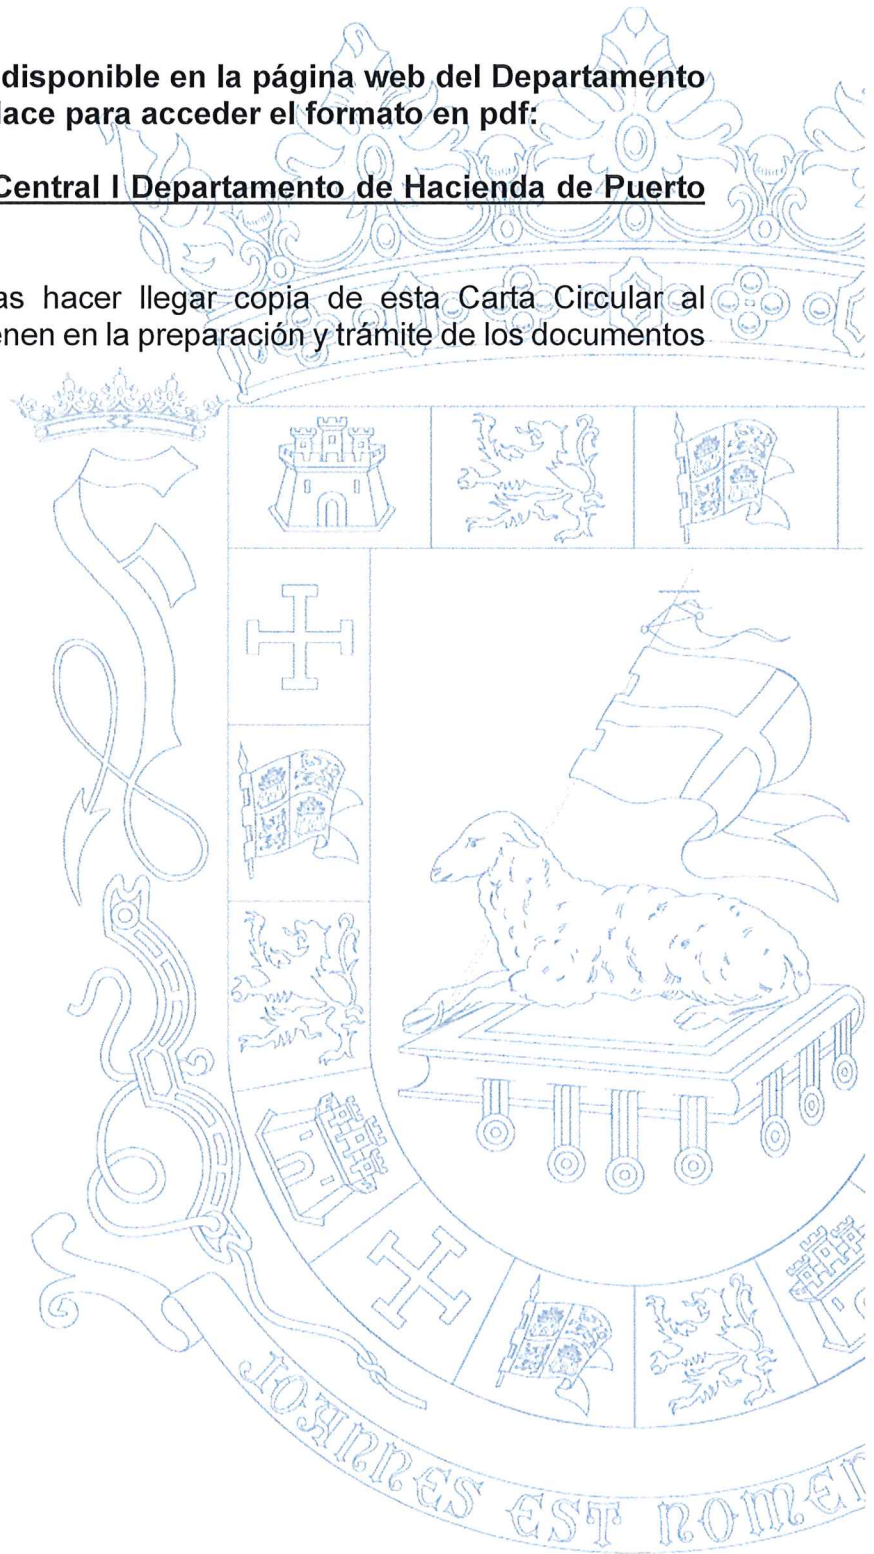 disponible en la página web del Departamento
lace para acceder el formato en pdf:
Central I Departamento de Hacienda de Puerto
as hacer llegar copia de esta Carta Circular al
enen en la preparación y trámite de los documentos
JOANNES EST NOMEN